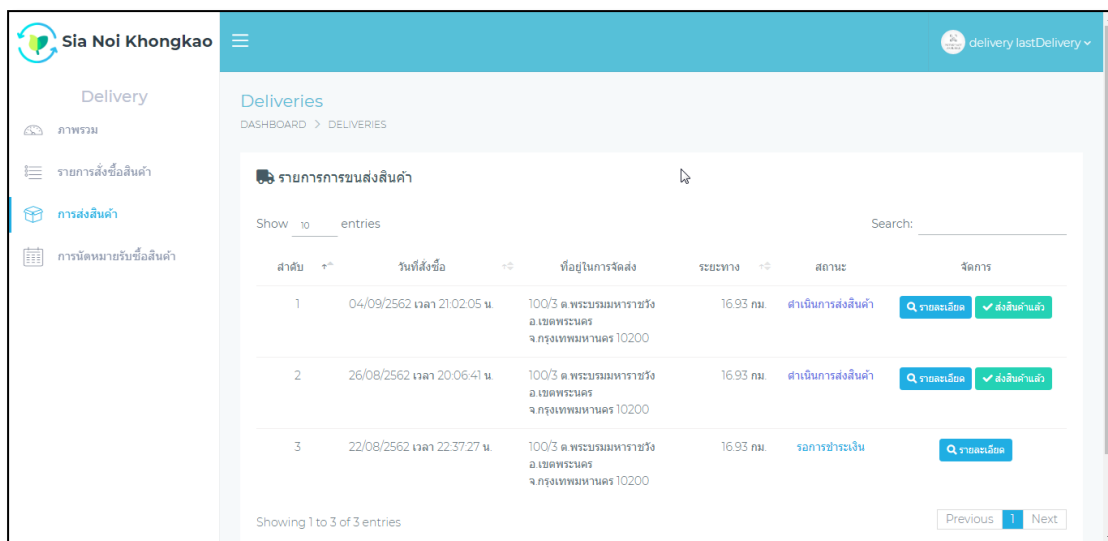 Sia Noi Khongkao
delivery lastDelivery
Delivery
ภาพรวม
รายการสั่งซื้อสินค้า
การส่งสินค้า
การนัดหมายรับซื้อสินค้า
Deliveries
DASHBOARD > DELIVERIES
รายการการขนส่งสินค้า
Show 10 entries
Search:
ลำดับ วันที่สั่งซื้อ ที่อยู่ในการจัดส่ง ระยะทาง สถานะ จัดการ
1 04/09/2562 เวลา 21:02:05 น. 100/3 ต.พระบรมมหาราชวัง 16.93 กม. ดำเนินการส่งสินค้า รายละเอียด ส่งสินค้าแล้ว
อ.เขตพระนคร
จ.กรุงเทพมหานคร 10200
2 26/08/2562 เวลา 20:06:41 น. 100/3 ต.พระบรมมหาราชวัง 16.93 กม. ดำเนินการส่งสินค้า รายละเอียด ส่งสินค้าแล้ว
อ.เขตพระนคร
จ.กรุงเทพมหานคร 10200
3 22/08/2562 เวลา 22:37:27 น. 100/3 ต.พระบรมมหาราชวัง 16.93 กม. รอการชำระเงิน รายละเอียด
อ.เขตพระนคร
จ.กรุงเทพมหานคร 10200
Showing 1 to 3 of 3 entries
Previous 1 Next